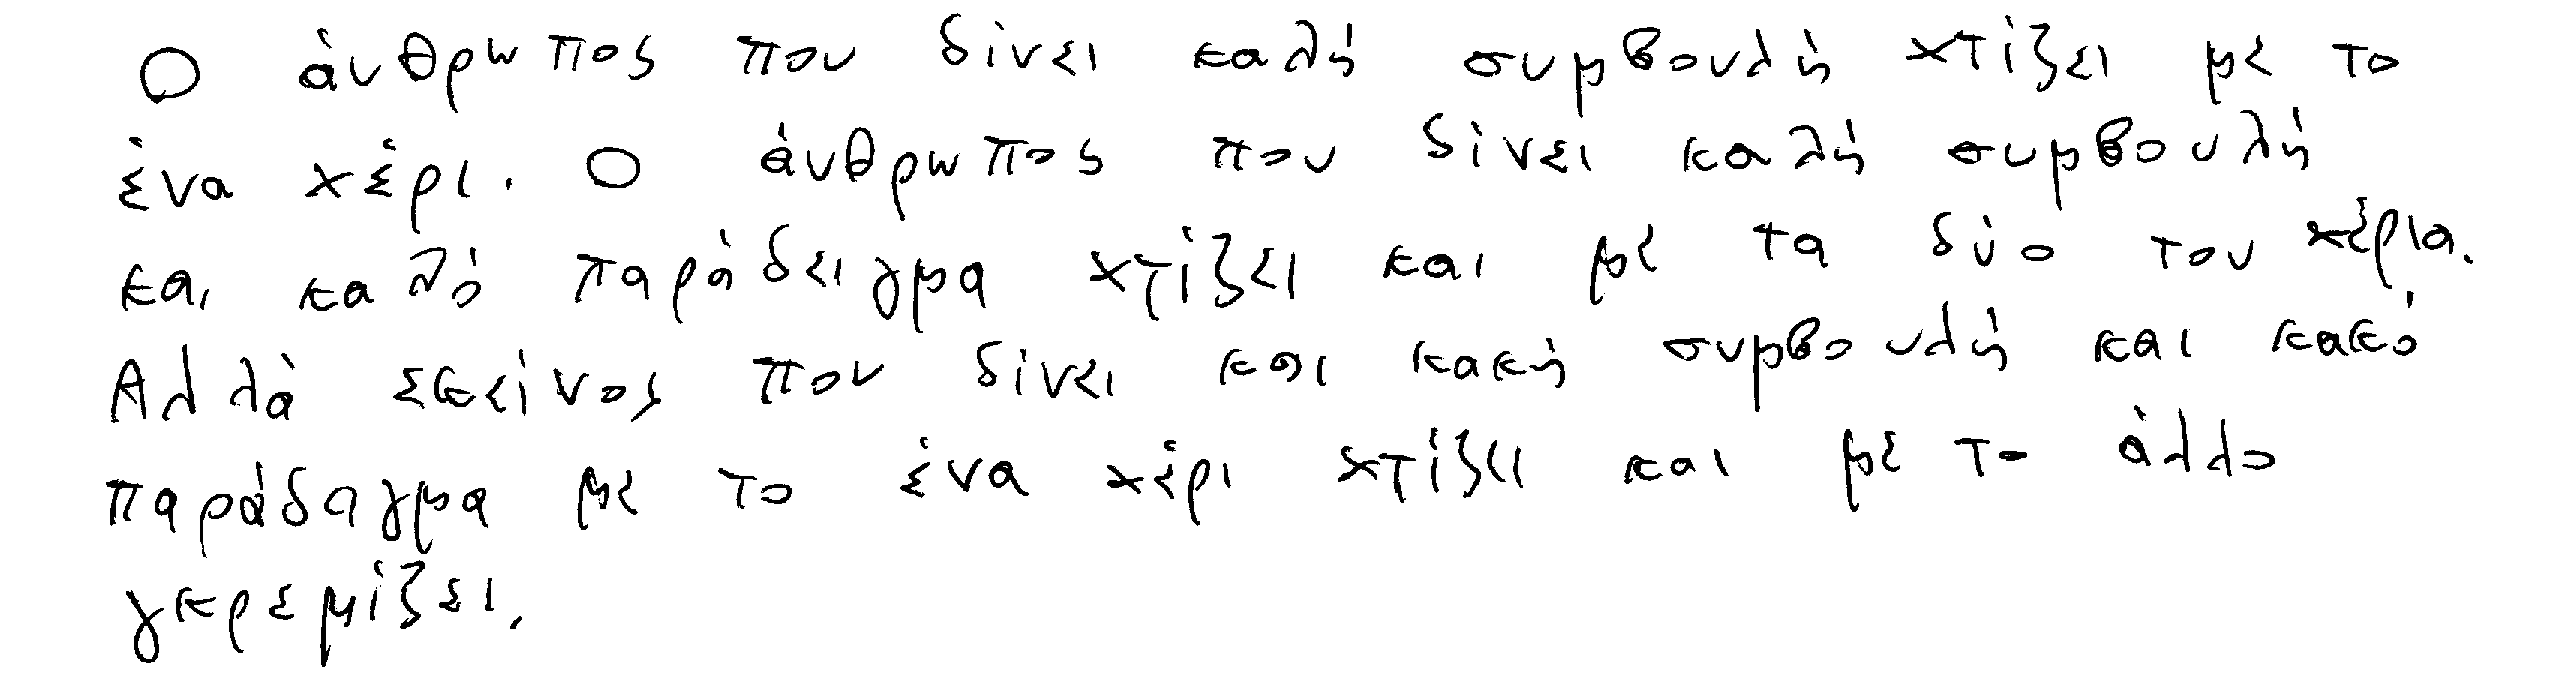 Ο άνθρωπος που δίνει καλή συμβουλή χτίζει με το
ένα χέρι. Ο άνθρωπος που δίνει καλή συμβουλή
και καλό παράδειγμα χτίζει και με τα δύο του χέρια.
Αλλά εκείνος που δίνει και κακή συμβουλή και κακό
παράδειγμα με το ένα χέρι χτίζει και με το άλλο
γκρεμίζει.